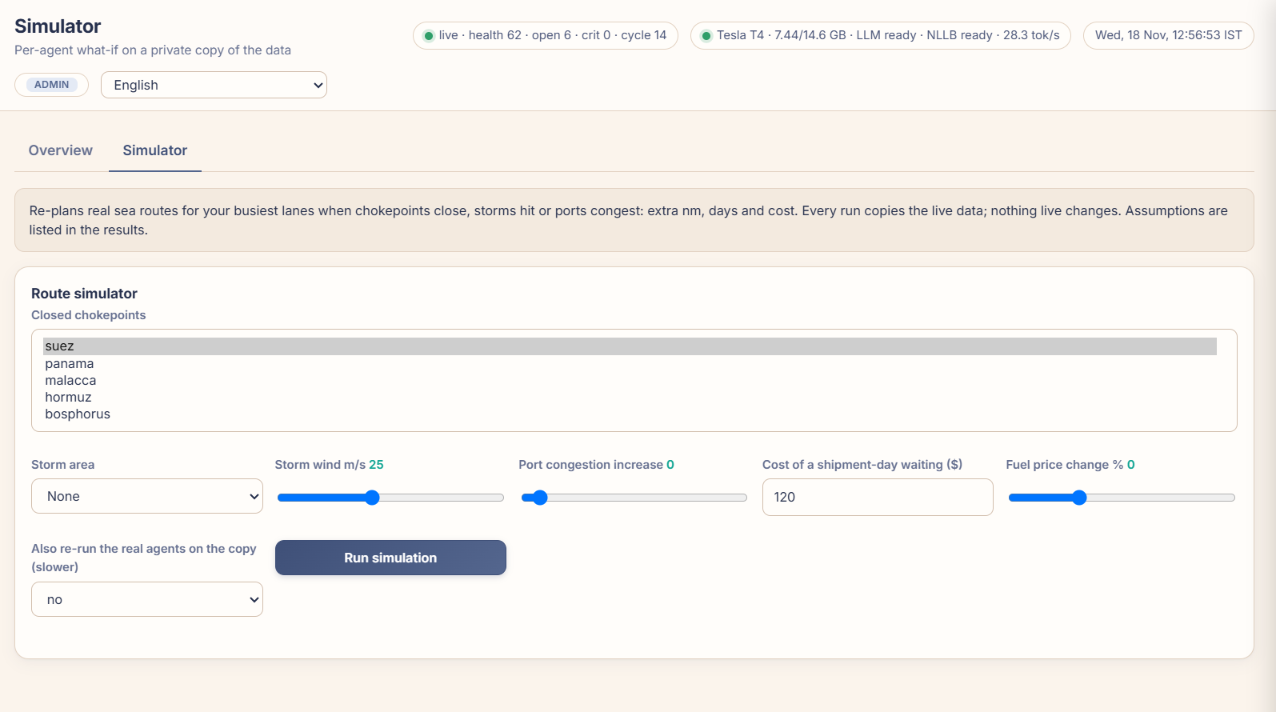 Simulator
Per-agent what-if on a private copy of the data
live · health 62 · open 6 · crit 0 · cycle 14
Tesla T4 · 7.44/14.6 GB · LLM ready · NLLB ready · 28.3 tok/s
Wed, 18 Nov, 12:56:53 IST
ADMIN
English
Overview
Simulator
Re-plans real sea routes for your busiest lanes when chokepoints close, storms hit or ports congest: extra nm, days and cost. Every run copies the live data; nothing live changes. Assumptions are
listed in the results.
Route simulator
Closed chokepoints
suez
panama
malacca
hormuz
bosphorus
Storm area
Storm wind m/s 25
Port congestion increase 0
Cost of a shipment-day waiting ($)
Fuel price change % 0
None
120
Also re-run the real agents on the copy
(slower)
Run simulation
no